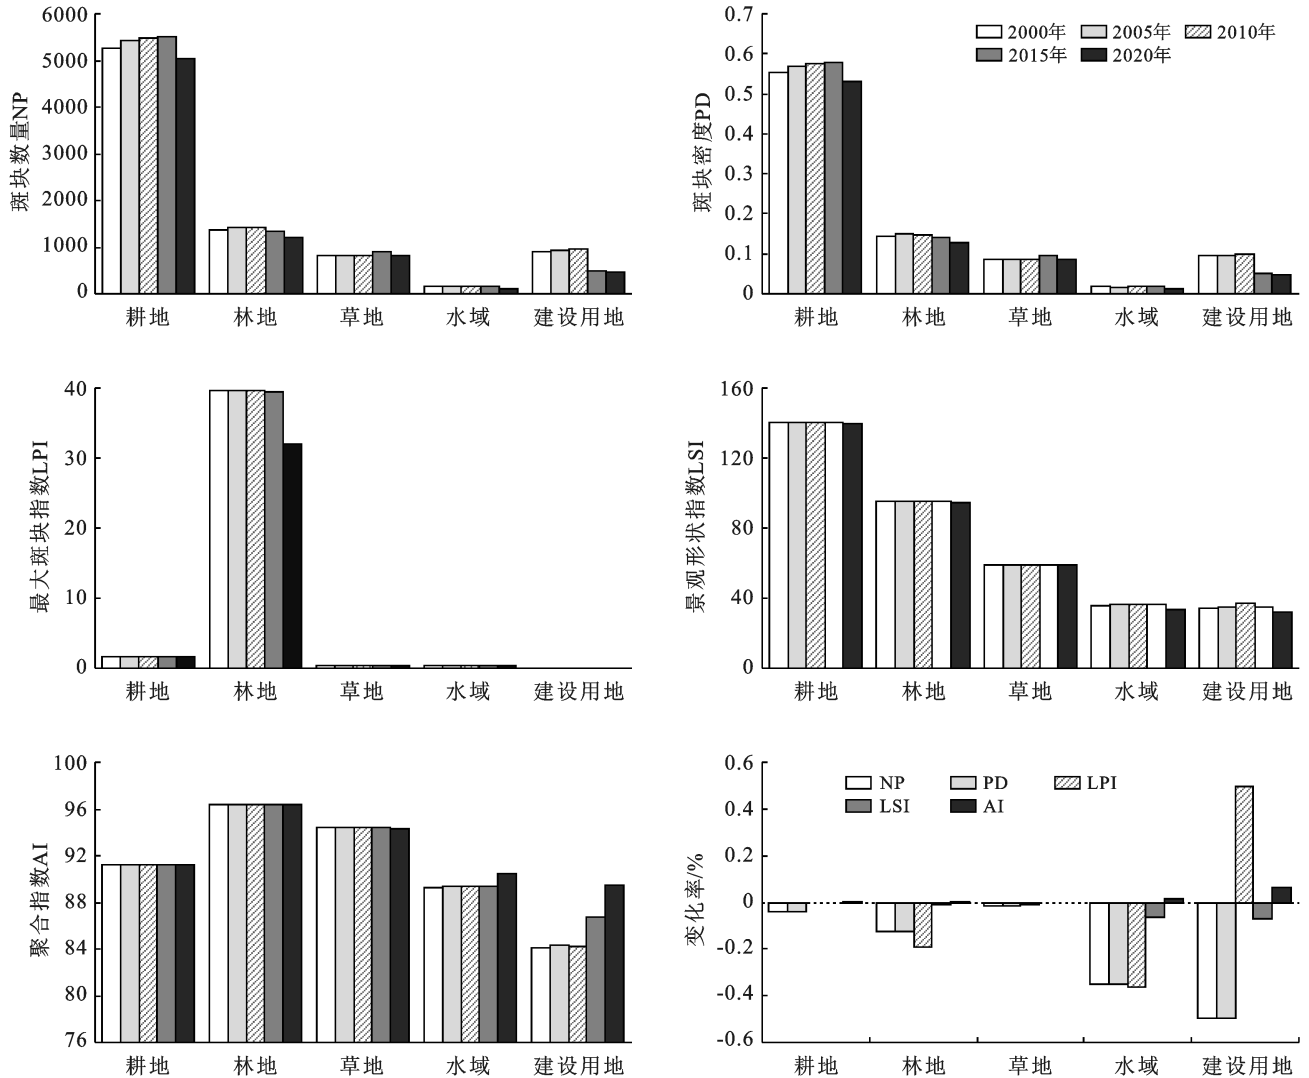 斑块数量NP
6000
5000
4000
3000
2000
1000
0
耕地 林地 草地 水域 建设用地
斑块密度PD
0.7
0.6
0.5
0.4
0.3
0.2
0.1
0
2000年 2005年 2010年
2015年 2020年
耕地 林地 草地 水域 建设用地
最大斑块指数LPI
40
30
20
10
0
耕地 林地 草地 水域 建设用地
景观形状指数LSI
160
120
80
40
0
耕地 林地 草地 水域 建设用地
聚合指数AI
100
96
92
88
84
80
76
耕地 林地 草地 水域 建设用地
变化率/%
0.6
0.4
0.2
0
-0.2
-0.4
-0.6
NP PD LPI
LSI AI
耕地 林地 草地 水域 建设用地